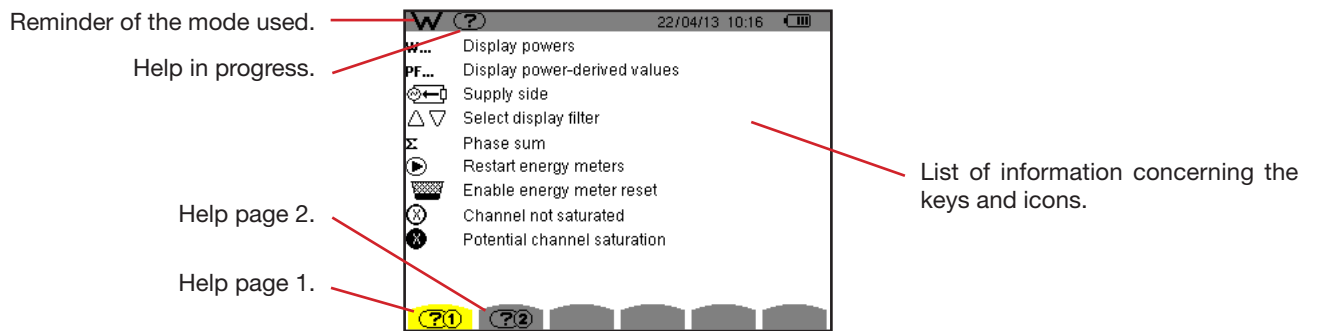 Reminder of the mode used.
Help in progress.
Help page 2.
Help page 1.
W ? 22/04/13 10:16
W... Display powers
PF... Display power-derived values
Supply side
Select display filter
Σ Phase sum
Restart energy meters
Enable energy meter reset
X Channel not saturated
X Potential channel saturation
?1 ?2
List of information concerning the
keys and icons.